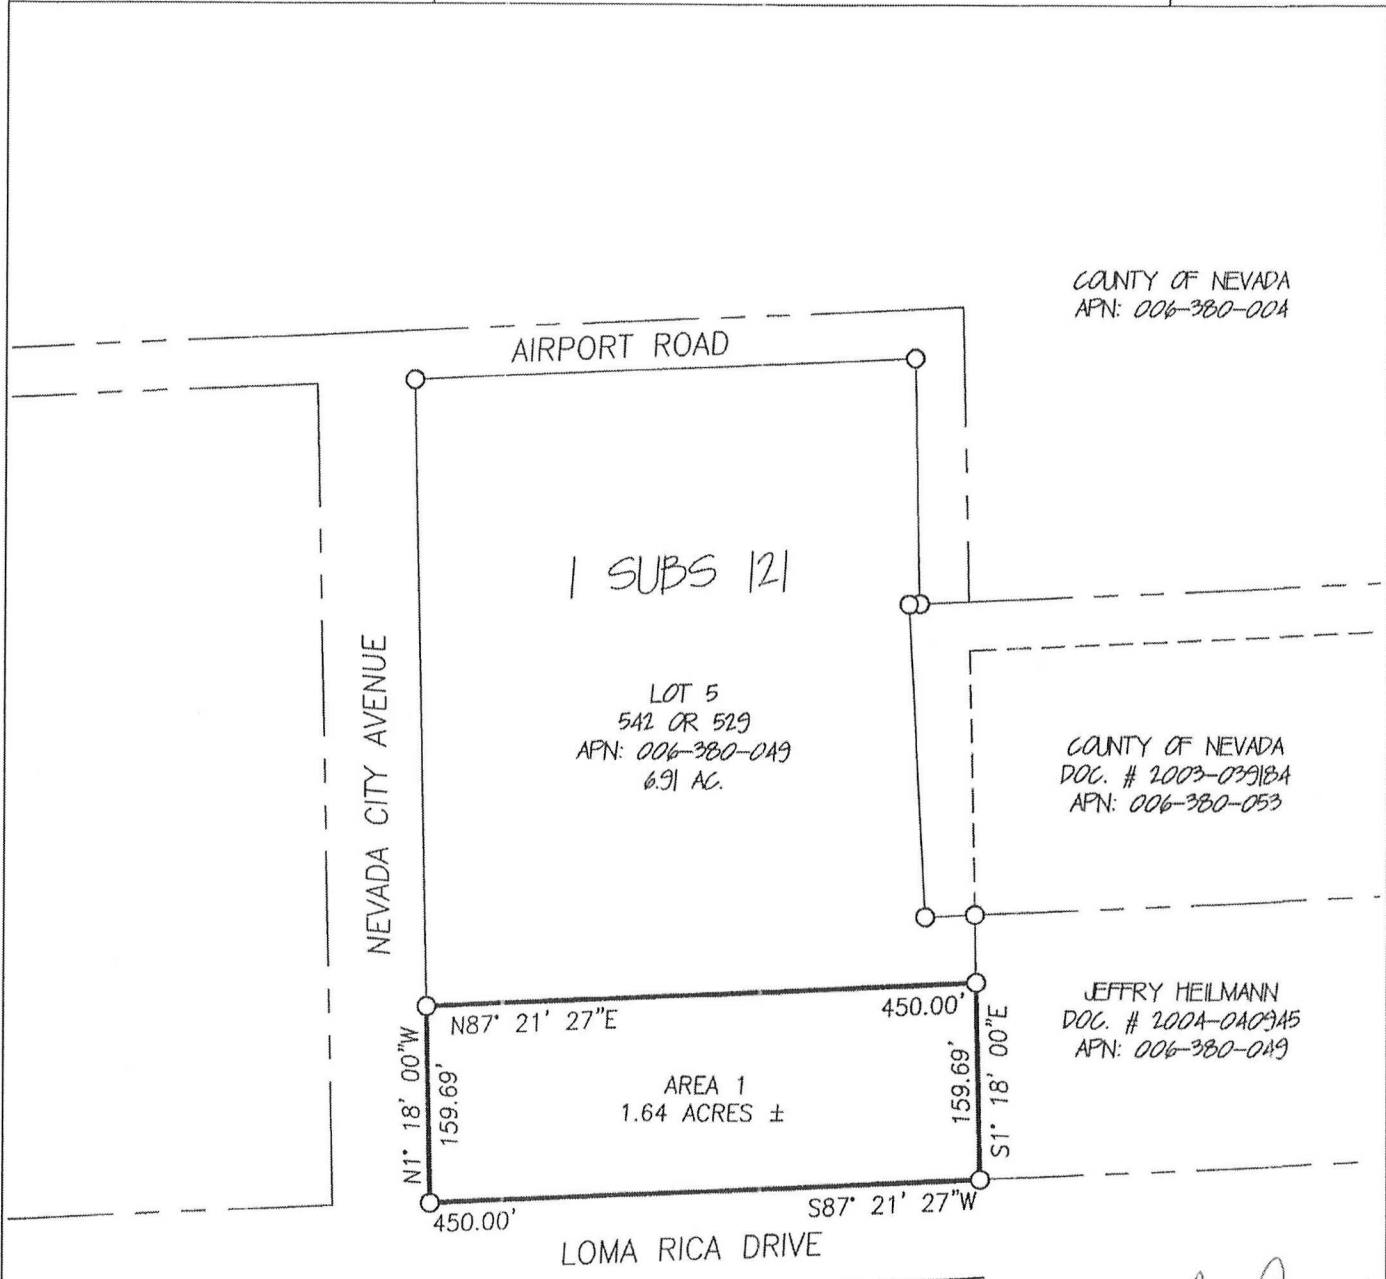 COUNTY OF NEVADA
APN: 006-380-004
AIRPORT ROAD
1 SUBS 121
NEVADA CITY AVENUE
LOT 5
542 OR 529
APN: 006-380-049
6.91 AC.
COUNTY OF NEVADA
DOC. # 2003-039184
APN: 006-380-053
N87° 21' 27"E
450.00'
JEFFRY HEILMANN
DOC. # 2004-040945
APN: 006-380-049
N1° 18' 00"W
159.69'
AREA 1
1.64 ACRES ±
159.69'
S1° 18' 00"E
450.00'
S87° 21' 27"W
LOMA RICA DRIVE